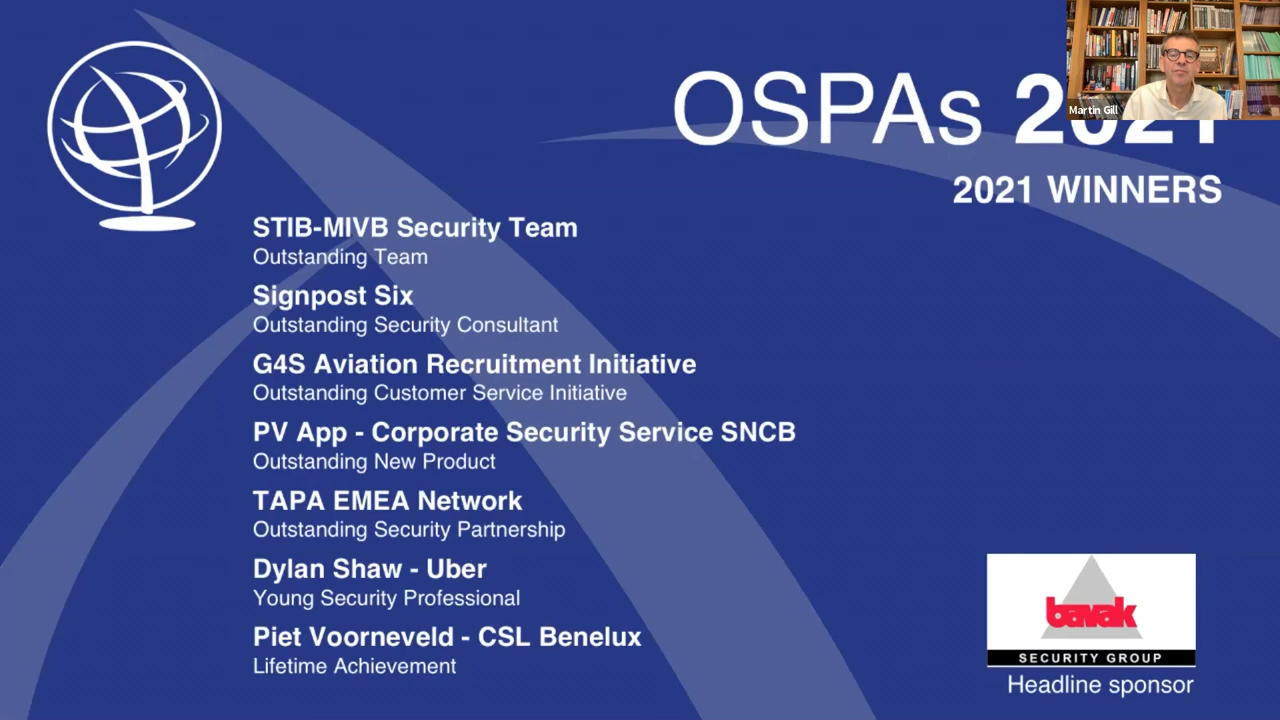 Martin Gill
OSPAs 2021
2021 WINNERS
STIB-MIVB Security Team
Outstanding Team
Signpost Six
Outstanding Security Consultant
G4S Aviation Recruitment Initiative
Outstanding Customer Service Initiative
PV App - Corporate Security Service SNCB
Outstanding New Product
TAPA EMEA Network
Outstanding Security Partnership
Dylan Shaw - Uber
Young Security Professional
Piet Voorneveld - CSL Benelux
Lifetime Achievement
bavak
SECURITY GROUP
Headline sponsor